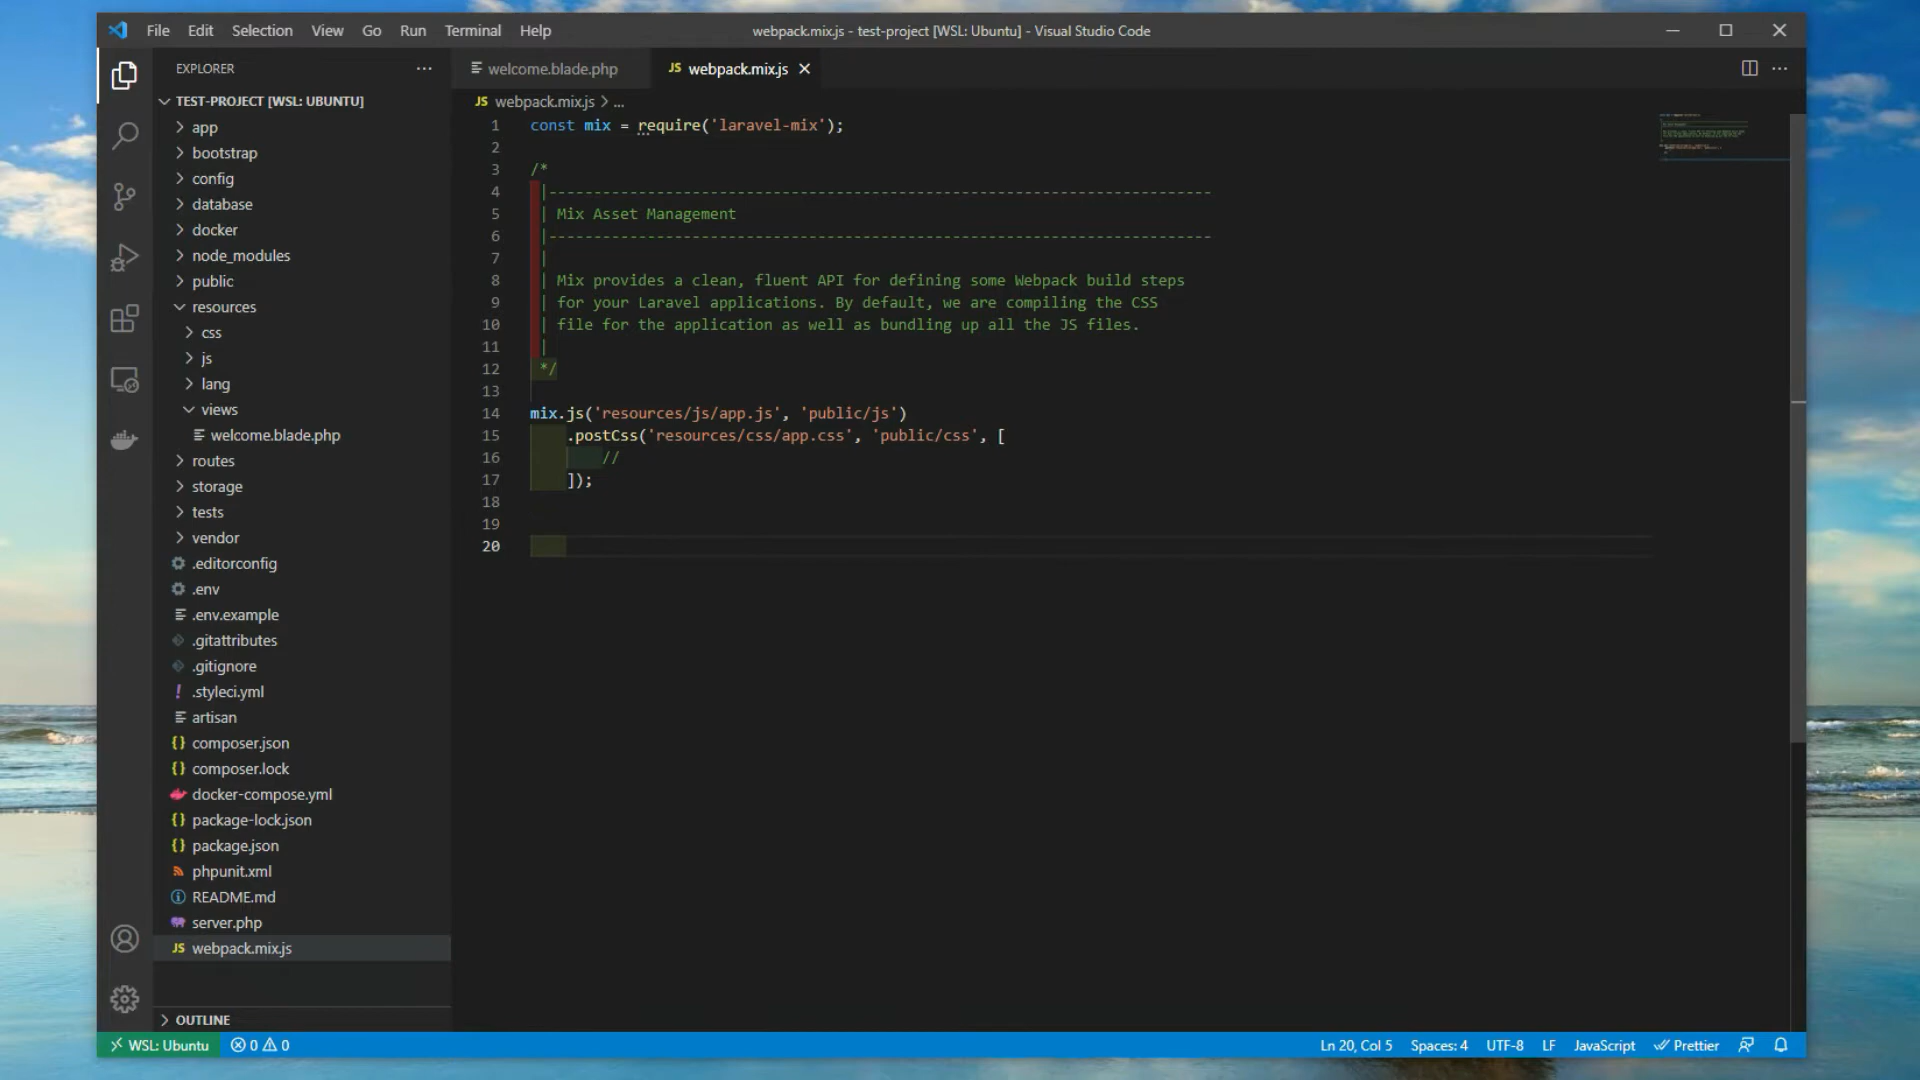 File Edit Selection View Go Run Terminal Help
webpack.mix.js - test-project [WSL: Ubuntu] - Visual Studio Code
EXPLORER
TEST-PROJECT [WSL: UBUNTU]
app
bootstrap
config
database
docker
node_modules
public
resources
css
js
lang
views
welcome.blade.php
routes
storage
tests
vendor
.editorconfig
.env
.env.example
.gitattributes
.gitignore
! .styleci.yml
artisan
{} composer.json
{} composer.lock
docker-compose.yml
{} package-lock.json
{} package.json
phpunit.xml
README.md
server.php
JS webpack.mix.js
OUTLINE
welcome.blade.php
JS webpack.mix.js
JS webpack.mix.js > ...
1 const mix = require('laravel-mix');
2
3 /*
4 |--------------------------------------------------------------------------
5 | Mix Asset Management
6 |--------------------------------------------------------------------------
7 |
8 | Mix provides a clean, fluent API for defining some Webpack build steps
9 | for your Laravel applications. By default, we are compiling the CSS
10 | file for the application as well as bundling up all the JS files.
11 |
12 */
13
14 mix.js('resources/js/app.js', 'public/js')
15 .postCss('resources/css/app.css', 'public/css', [
16 //
17 ]);
18
19
20
WSL: Ubuntu 0 0
Ln 20, Col 5 Spaces: 4 UTF-8 LF JavaScript Prettier